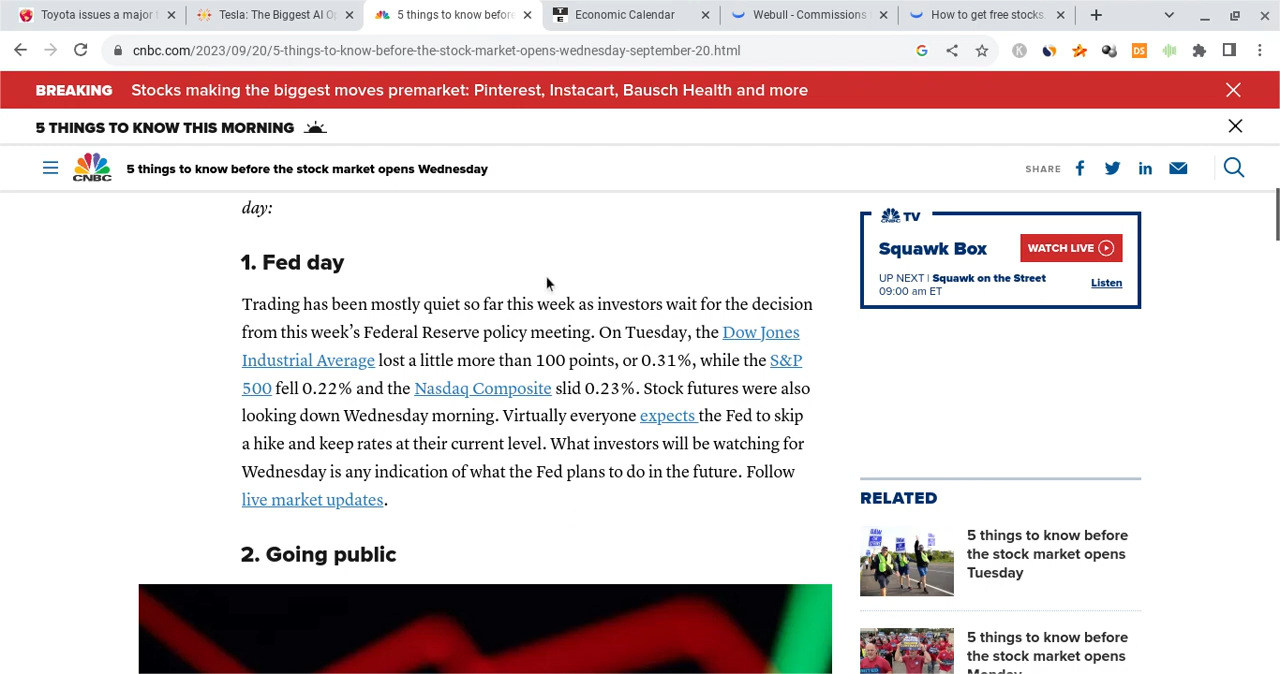 Toyota issues a major
Tesla: The Biggest AI Op
5 things to know before
Economic Calendar
Webull - Commissions
How to get free stocks.
cnbc.com/2023/09/20/5-things-to-know-before-the-stock-market-opens-wednesday-september-20.html
BREAKING Stocks making the biggest moves premarket: Pinterest, Instacart, Bausch Health and more
5 THINGS TO KNOW THIS MORNING
CNBC
5 things to know before the stock market opens Wednesday
SHARE
day:
1. Fed day
Trading has been mostly quiet so far this week as investors wait for the decision
from this week’s Federal Reserve policy meeting. On Tuesday, the Dow Jones
Industrial Average lost a little more than 100 points, or 0.31%, while the S&P
500 fell 0.22% and the Nasdaq Composite slid 0.23%. Stock futures were also
looking down Wednesday morning. Virtually everyone expects the Fed to skip
a hike and keep rates at their current level. What investors will be watching for
Wednesday is any indication of what the Fed plans to do in the future. Follow
live market updates.
2. Going public
CNBC TV
Squawk Box
WATCH LIVE
UP NEXT | Squawk on the Street
09:00 am ET
Listen
RELATED
5 things to know before
the stock market opens
Tuesday
5 things to know before
the stock market opens
Monday